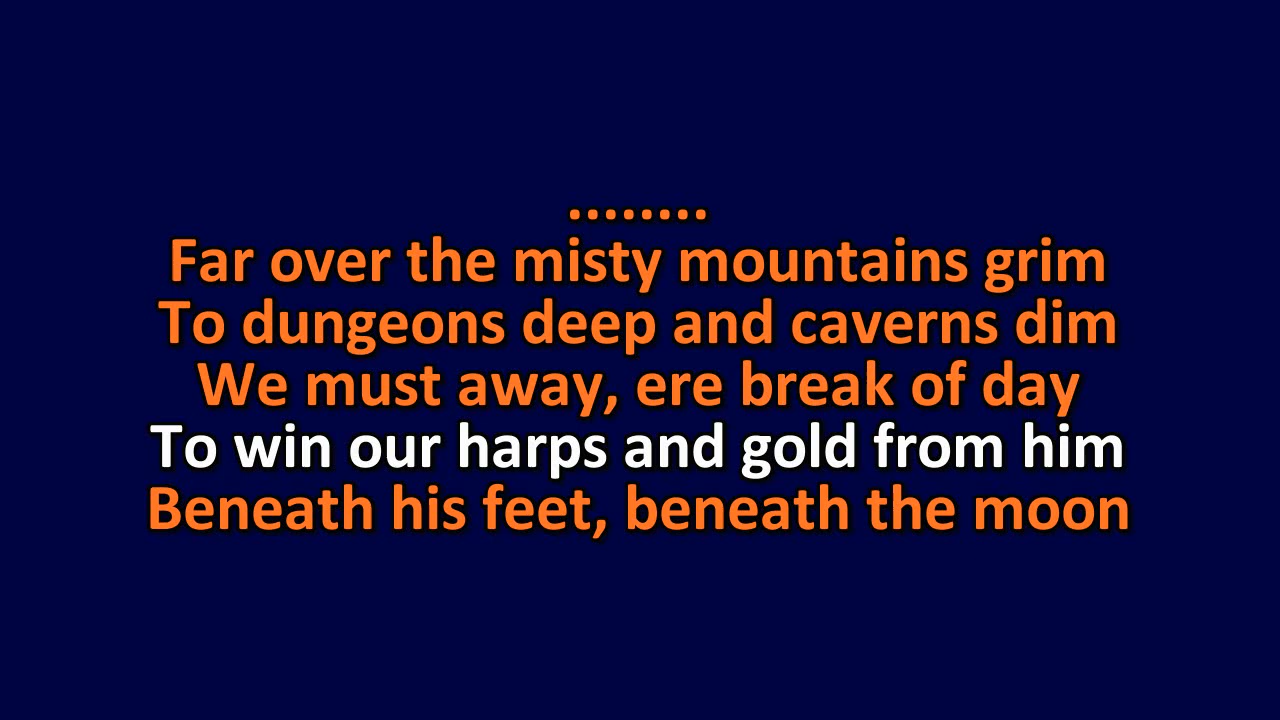 ........
Far over the misty mountains grim
To dungeons deep and caverns dim
We must away, ere break of day
To win our harps and gold from him
Beneath his feet, beneath the moon